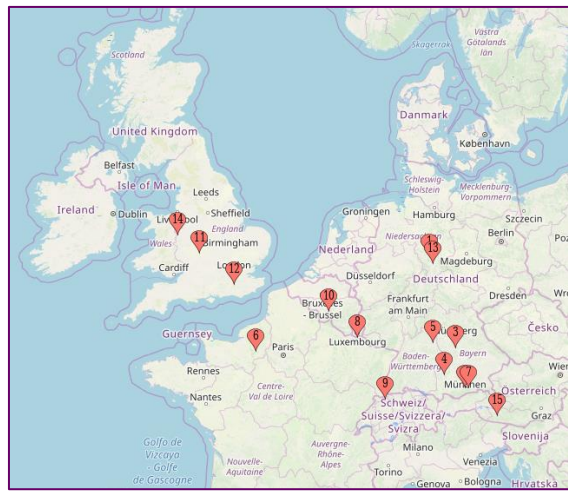 Scotland
Skagerrak
Västra
Götalands
län
Danmark
København
United Kingdom
Belfast
Isle of Man
Leeds
Schleswig-
Holstein
Mecklenburg-
Vorpommern
Ireland
Dublin
Sheffield
England
14
Groningen
Hamburg
Szczecin
11
Birmingham
Wales
Nederland
13
Berlin
Magdeburg
Cardiff
12
Düsseldorf
Deutschland
10
- Brussel
Frankfurt
am Main
Dresden
Guernsey
6
Paris
8
Luxembourg
5
3
Česko
Rennes
Baden-
Württemberg
4
Bayern
Nantes
Centre-
Val de Loire
9
7
München
Österreich
Schweiz/
Suisse/Svizzera/
Svizra
15
Graz
Slovenija
Golfo de
Vizcaya
- Golfe
de Gascogne
Nouvelle-
Aquitaine
Auvergne-
Rhône-
Alpes
Milano
Torino
Venezia
Genova
Bologna
Hrvatska